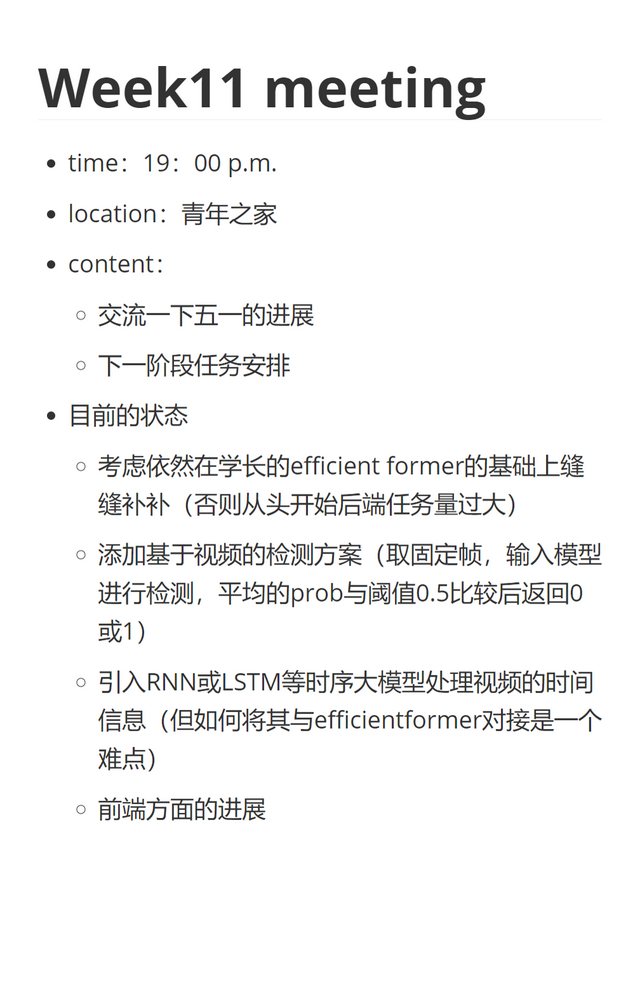 Week11 meeting
time：19：00 p.m.
location：青年之家
content：
交流一下五一的进展
下一阶段任务安排
目前的状态
考虑依然在学长的efficient former的基础上缝
缝补补（否则从头开始后端任务量过大）
添加基于视频的检测方案（取固定帧，输入模型
进行检测，平均的prob与阈值0.5比较后返回0
或1）
引入RNN或LSTM等时序大模型处理视频的时间
信息（但如何将其与efficientformer对接是一个
难点）
前端方面的进展